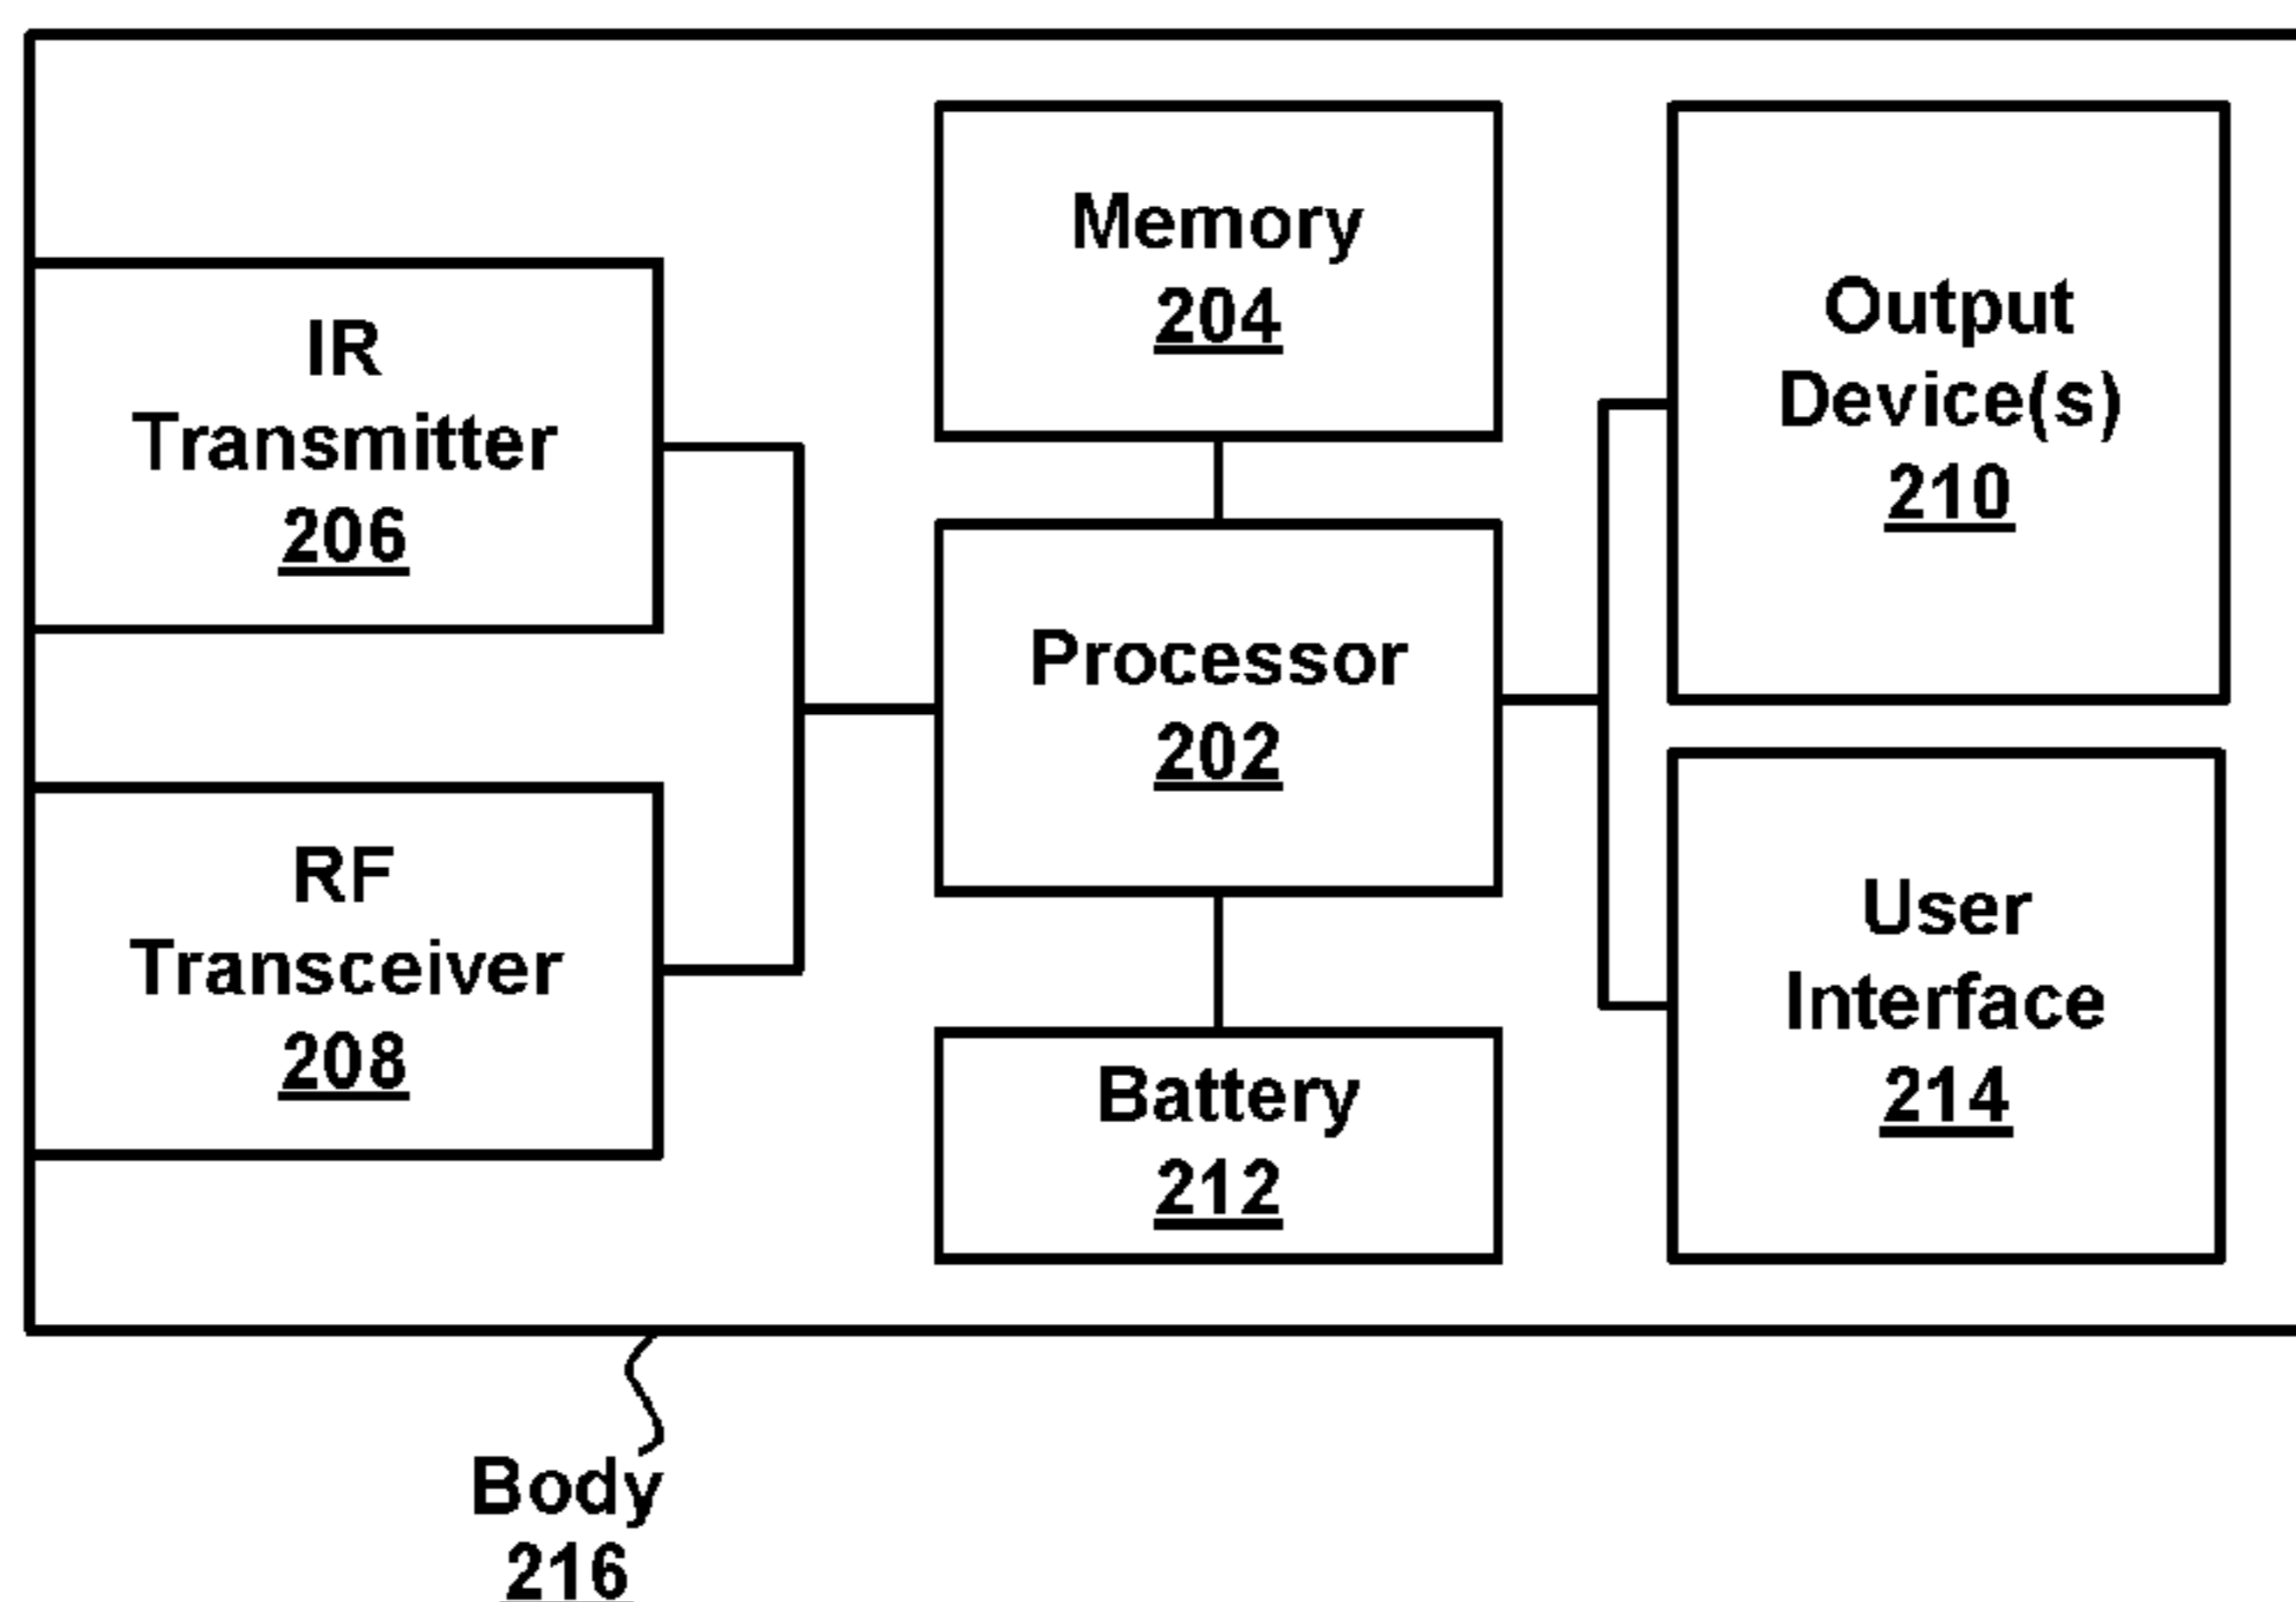 Memory
204
IR
Transmitter
206
Output
Device(s)
210
Processor
202
RF
Transceiver
208
User
Interface
214
Battery
212
Body
216